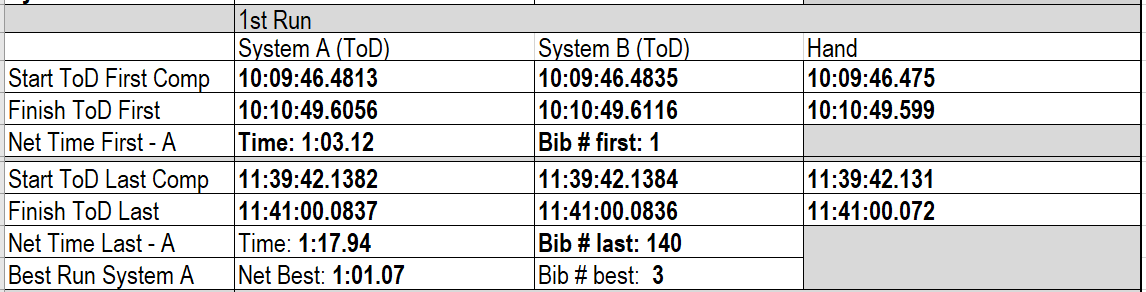 1st Run
System A (ToD) System B (ToD) Hand
Start ToD First Comp 10:09:46.4813 10:09:46.4835 10:09:46.475
Finish ToD First 10:10:49.6056 10:10:49.6116 10:10:49.599
Net Time First - A Time: 1:03.12 Bib # first: 1
Start ToD Last Comp 11:39:42.1382 11:39:42.1384 11:39:42.131
Finish ToD Last 11:41:00.0837 11:41:00.0836 11:41:00.072
Net Time Last - A Time: 1:17.94 Bib # last: 140
Best Run System A Net Best: 1:01.07 Bib # best: 3